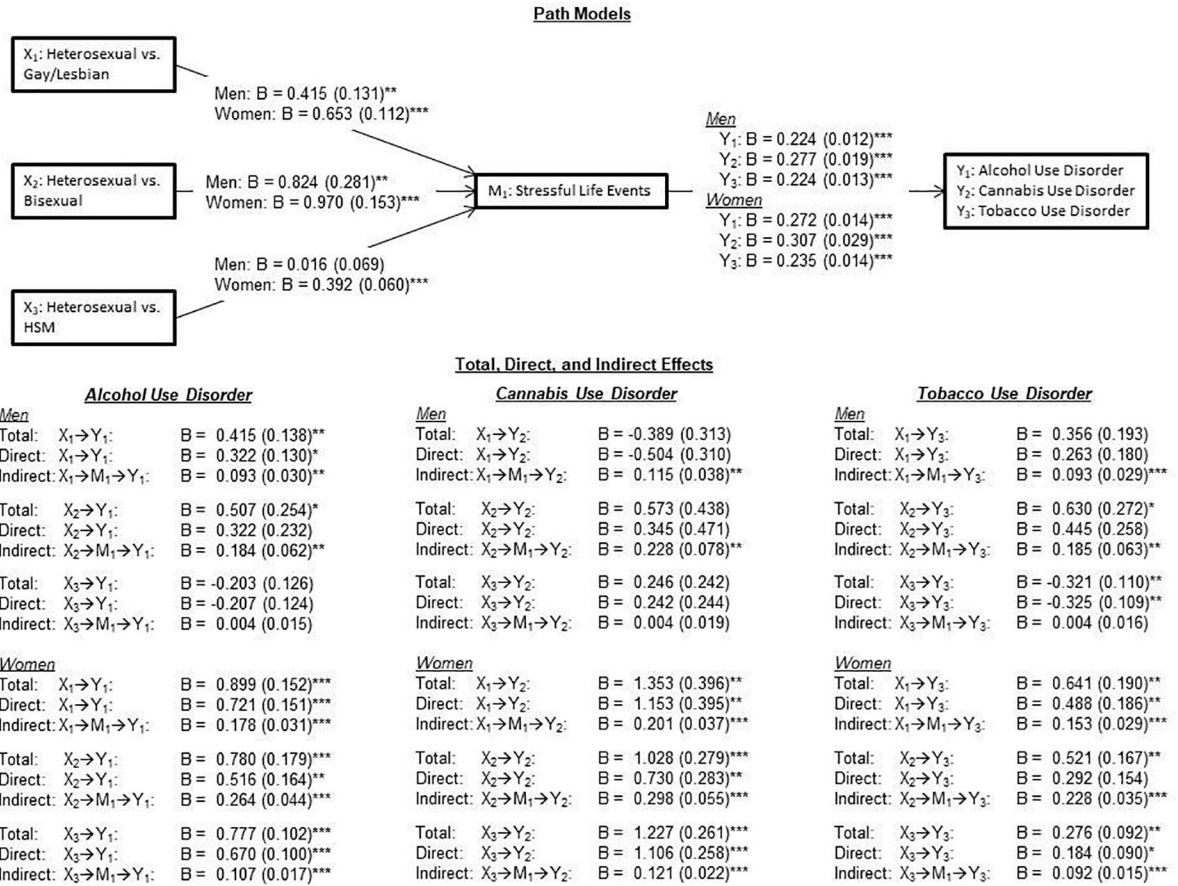 Path Models
X₁: Heterosexual vs.
Gay/Lesbian
Men: B = 0.415 (0.131)**
Women: B = 0.653 (0.112)***
X₂: Heterosexual vs.
Bisexual
Men: B = 0.824 (0.281)**
Women: B = 0.970 (0.153)***
X₃: Heterosexual vs.
HSM
Men: B = 0.016 (0.069)
Women: B = 0.392 (0.060)***
M₁: Stressful Life Events
Men
Y₁: B = 0.224 (0.012)***
Y₂: B = 0.277 (0.019)***
Y₃: B = 0.224 (0.013)***
Women
Y₁: B = 0.272 (0.014)***
Y₂: B = 0.307 (0.029)***
Y₃: B = 0.235 (0.014)***
Y₁: Alcohol Use Disorder
Y₂: Cannabis Use Disorder
Y₃: Tobacco Use Disorder
Total, Direct, and Indirect Effects
Alcohol Use Disorder
Men
Total: X₁→Y₁: B = 0.415 (0.138)**
Direct: X₁→Y₁: B = 0.322 (0.130)*
Indirect: X₁→M₁→Y₁: B = 0.093 (0.030)**
Total: X₂→Y₁: B = 0.507 (0.254)*
Direct: X₂→Y₁: B = 0.322 (0.232)
Indirect: X₂→M₁→Y₁: B = 0.184 (0.062)**
Total: X₃→Y₁: B = -0.203 (0.126)
Direct: X₃→Y₁: B = -0.207 (0.124)
Indirect: X₃→M₁→Y₁: B = 0.004 (0.015)
Women
Total: X₁→Y₁: B = 0.899 (0.152)***
Direct: X₁→Y₁: B = 0.721 (0.151)***
Indirect: X₁→M₁→Y₁: B = 0.178 (0.031)***
Total: X₂→Y₁: B = 0.780 (0.179)***
Direct: X₂→Y₁: B = 0.516 (0.164)**
Indirect: X₂→M₁→Y₁: B = 0.264 (0.044)***
Total: X₃→Y₁: B = 0.777 (0.102)***
Direct: X₃→Y₁: B = 0.670 (0.100)***
Indirect: X₃→M₁→Y₁: B = 0.107 (0.017)***
Cannabis Use Disorder
Men
Total: X₁→Y₂: B = -0.389 (0.313)
Direct: X₁→Y₂: B = -0.504 (0.310)
Indirect: X₁→M₁→Y₂: B = 0.115 (0.038)**
Total: X₂→Y₂: B = 0.573 (0.438)
Direct: X₂→Y₂: B = 0.345 (0.471)
Indirect: X₂→M₁→Y₂: B = 0.228 (0.078)**
Total: X₃→Y₂: B = 0.246 (0.242)
Direct: X₃→Y₂: B = 0.242 (0.244)
Indirect: X₃→M₁→Y₂: B = 0.004 (0.019)
Women
Total: X₁→Y₂: B = 1.353 (0.396)**
Direct: X₁→Y₂: B = 1.153 (0.395)**
Indirect: X₁→M₁→Y₂: B = 0.201 (0.037)***
Total: X₂→Y₂: B = 1.028 (0.279)***
Direct: X₂→Y₂: B = 0.730 (0.283)**
Indirect: X₂→M₁→Y₂: B = 0.298 (0.055)***
Total: X₃→Y₂: B = 1.227 (0.261)***
Direct: X₃→Y₂: B = 1.106 (0.258)***
Indirect: X₃→M₁→Y₂: B = 0.121 (0.022)***
Tobacco Use Disorder
Men
Total: X₁→Y₃: B = 0.356 (0.193)
Direct: X₁→Y₃: B = 0.263 (0.180)
Indirect: X₁→M₁→Y₃: B = 0.093 (0.029)***
Total: X₂→Y₃: B = 0.630 (0.272)*
Direct: X₂→Y₃: B = 0.445 (0.258)
Indirect: X₂→M₁→Y₃: B = 0.185 (0.063)**
Total: X₃→Y₃: B = -0.321 (0.110)**
Direct: X₃→Y₃: B = -0.325 (0.109)**
Indirect: X₃→M₁→Y₃: B = 0.004 (0.016)
Women
Total: X₁→Y₃: B = 0.641 (0.190)**
Direct: X₁→Y₃: B = 0.488 (0.186)**
Indirect: X₁→M₁→Y₃: B = 0.153 (0.029)***
Total: X₂→Y₃: B = 0.521 (0.167)**
Direct: X₂→Y₃: B = 0.292 (0.154)
Indirect: X₂→M₁→Y₃: B = 0.228 (0.035)***
Total: X₃→Y₃: B = 0.276 (0.092)**
Direct: X₃→Y₃: B = 0.184 (0.090)*
Indirect: X₃→M₁→Y₃: B = 0.092 (0.015)***